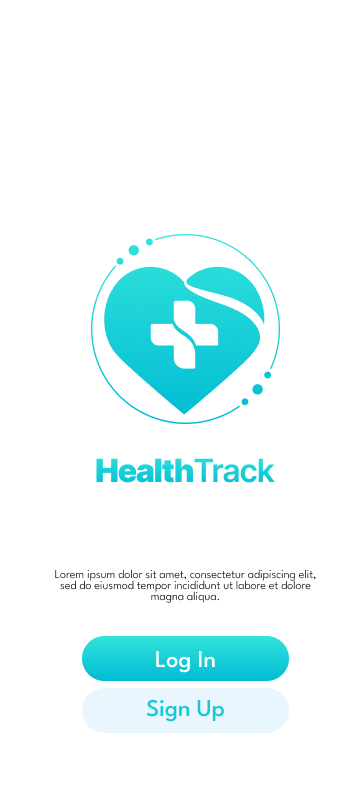 HealthTrack
Lorem ipsum dolor sit amet, consectetur adipiscing elit,
sed do eiusmod tempor incididunt ut labore et dolore
magna aliqua.
Log In
Sign Up